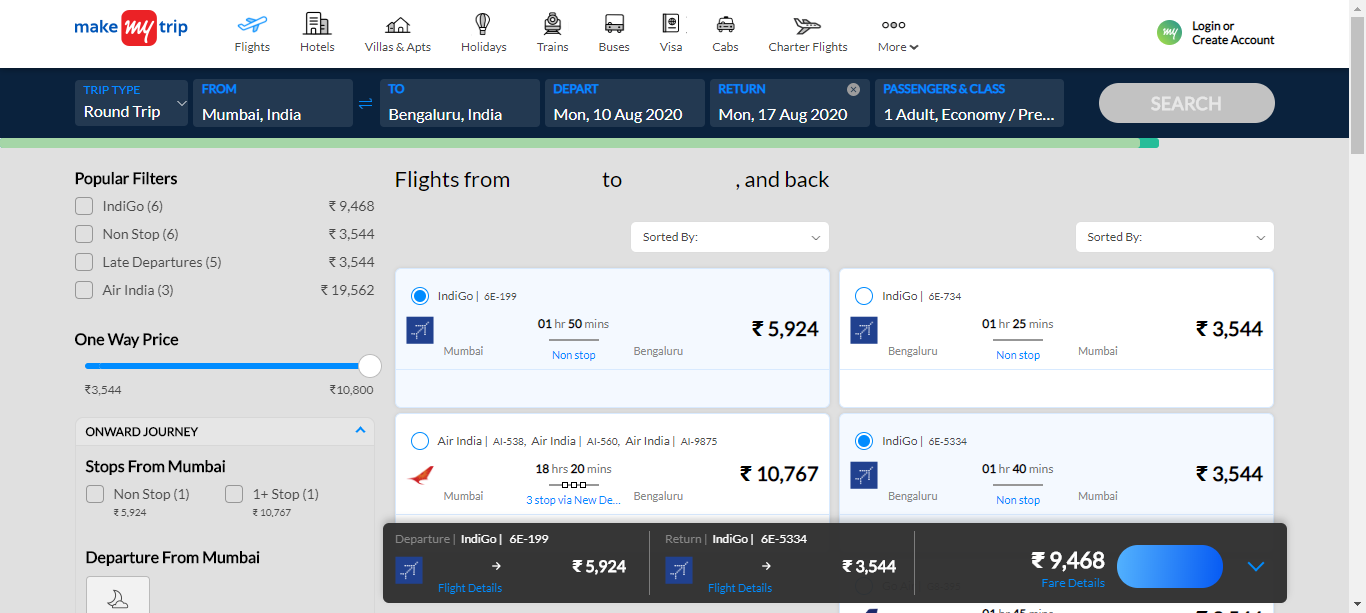 make my trip
Flights
Hotels
Villas & Apts
Holidays
Trains
Buses
Visa
Cabs
Charter Flights
More
my
Login or
Create Account
TRIP TYPE
Round Trip
FROM
Mumbai, India
TO
Bengaluru, India
DEPART
Mon, 10 Aug 2020
RETURN
Mon, 17 Aug 2020
PASSENGERS & CLASS
1 Adult, Economy / Pre...
SEARCH
Popular Filters
IndiGo (6) ₹ 9,468
Non Stop (6) ₹ 3,544
Late Departures (5) ₹ 3,544
Air India (3) ₹ 19,562
One Way Price
₹3,544 ₹10,800
ONWARD JOURNEY
Stops From Mumbai
Non Stop (1) 1+ Stop (1)
₹ 5,924 ₹ 10,767
Departure From Mumbai
Flights from to , and back
Sorted By:
Sorted By:
IndiGo | 6E-199
01 hr 50 mins
₹ 5,924
Mumbai Non stop Bengaluru
Air India | AI-538, Air India | AI-560, Air India | AI-9875
18 hrs 20 mins
₹ 10,767
Mumbai 3 stop via New De... Bengaluru
IndiGo | 6E-734
01 hr 25 mins
₹ 3,544
Bengaluru Non stop Mumbai
IndiGo | 6E-5334
01 hr 40 mins
₹ 3,544
Bengaluru Non stop Mumbai
Departure | IndiGo | 6E-199
₹ 5,924
Flight Details
Return | IndiGo | 6E-5334
₹ 3,544
Flight Details
₹ 9,468
Fare Details